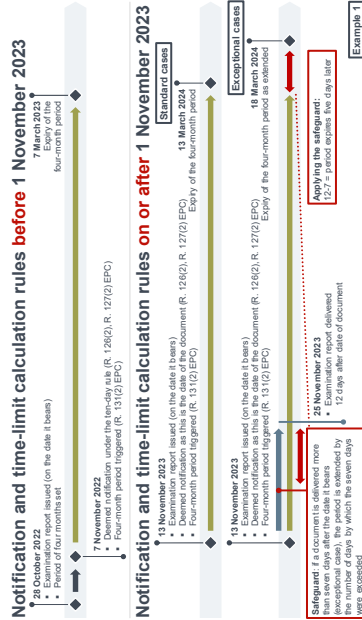 Notification and time-limit calculation rules before 1 November 2023
28 October 2022
▪ Examination report issued (on the date it bears)
▪ Period of four months set
7 March 2023
Expiry of the
four-month period
7 November 2022
▪ Deemed notification under the ten-day rule (R. 126(2), R. 127(2) EPC)
▪ Four-month period triggered (R. 131(2) EPC)
Notification and time-limit calculation rules on or after 1 November 2023
Standard cases
13 November 2023
▪ Examination report issued (on the date it bears)
▪ Deemed notification as this is the date of the document (R. 126(2), R. 127(2) EPC)
▪ Four-month period triggered (R. 131(2) EPC)
13 March 2024
Expiry of the four-month period
Exceptional cases
13 November 2023
▪ Examination report issued (on the date it bears)
▪ Deemed notification as this is the date of the document (R. 126(2), R. 127(2) EPC)
▪ Four-month period triggered (R. 131(2) EPC)
18 March 2024
Expiry of the four-month period as extended
25 November 2023
▪ Examination report delivered
12 days after date of document
Safeguard: if a document is delivered more
than seven days after the date it bears
(exceptional case), the period is extended by
the number of days by which the seven days
were exceeded
Applying the safeguard:
12-7 = period expires five days later
Example 1